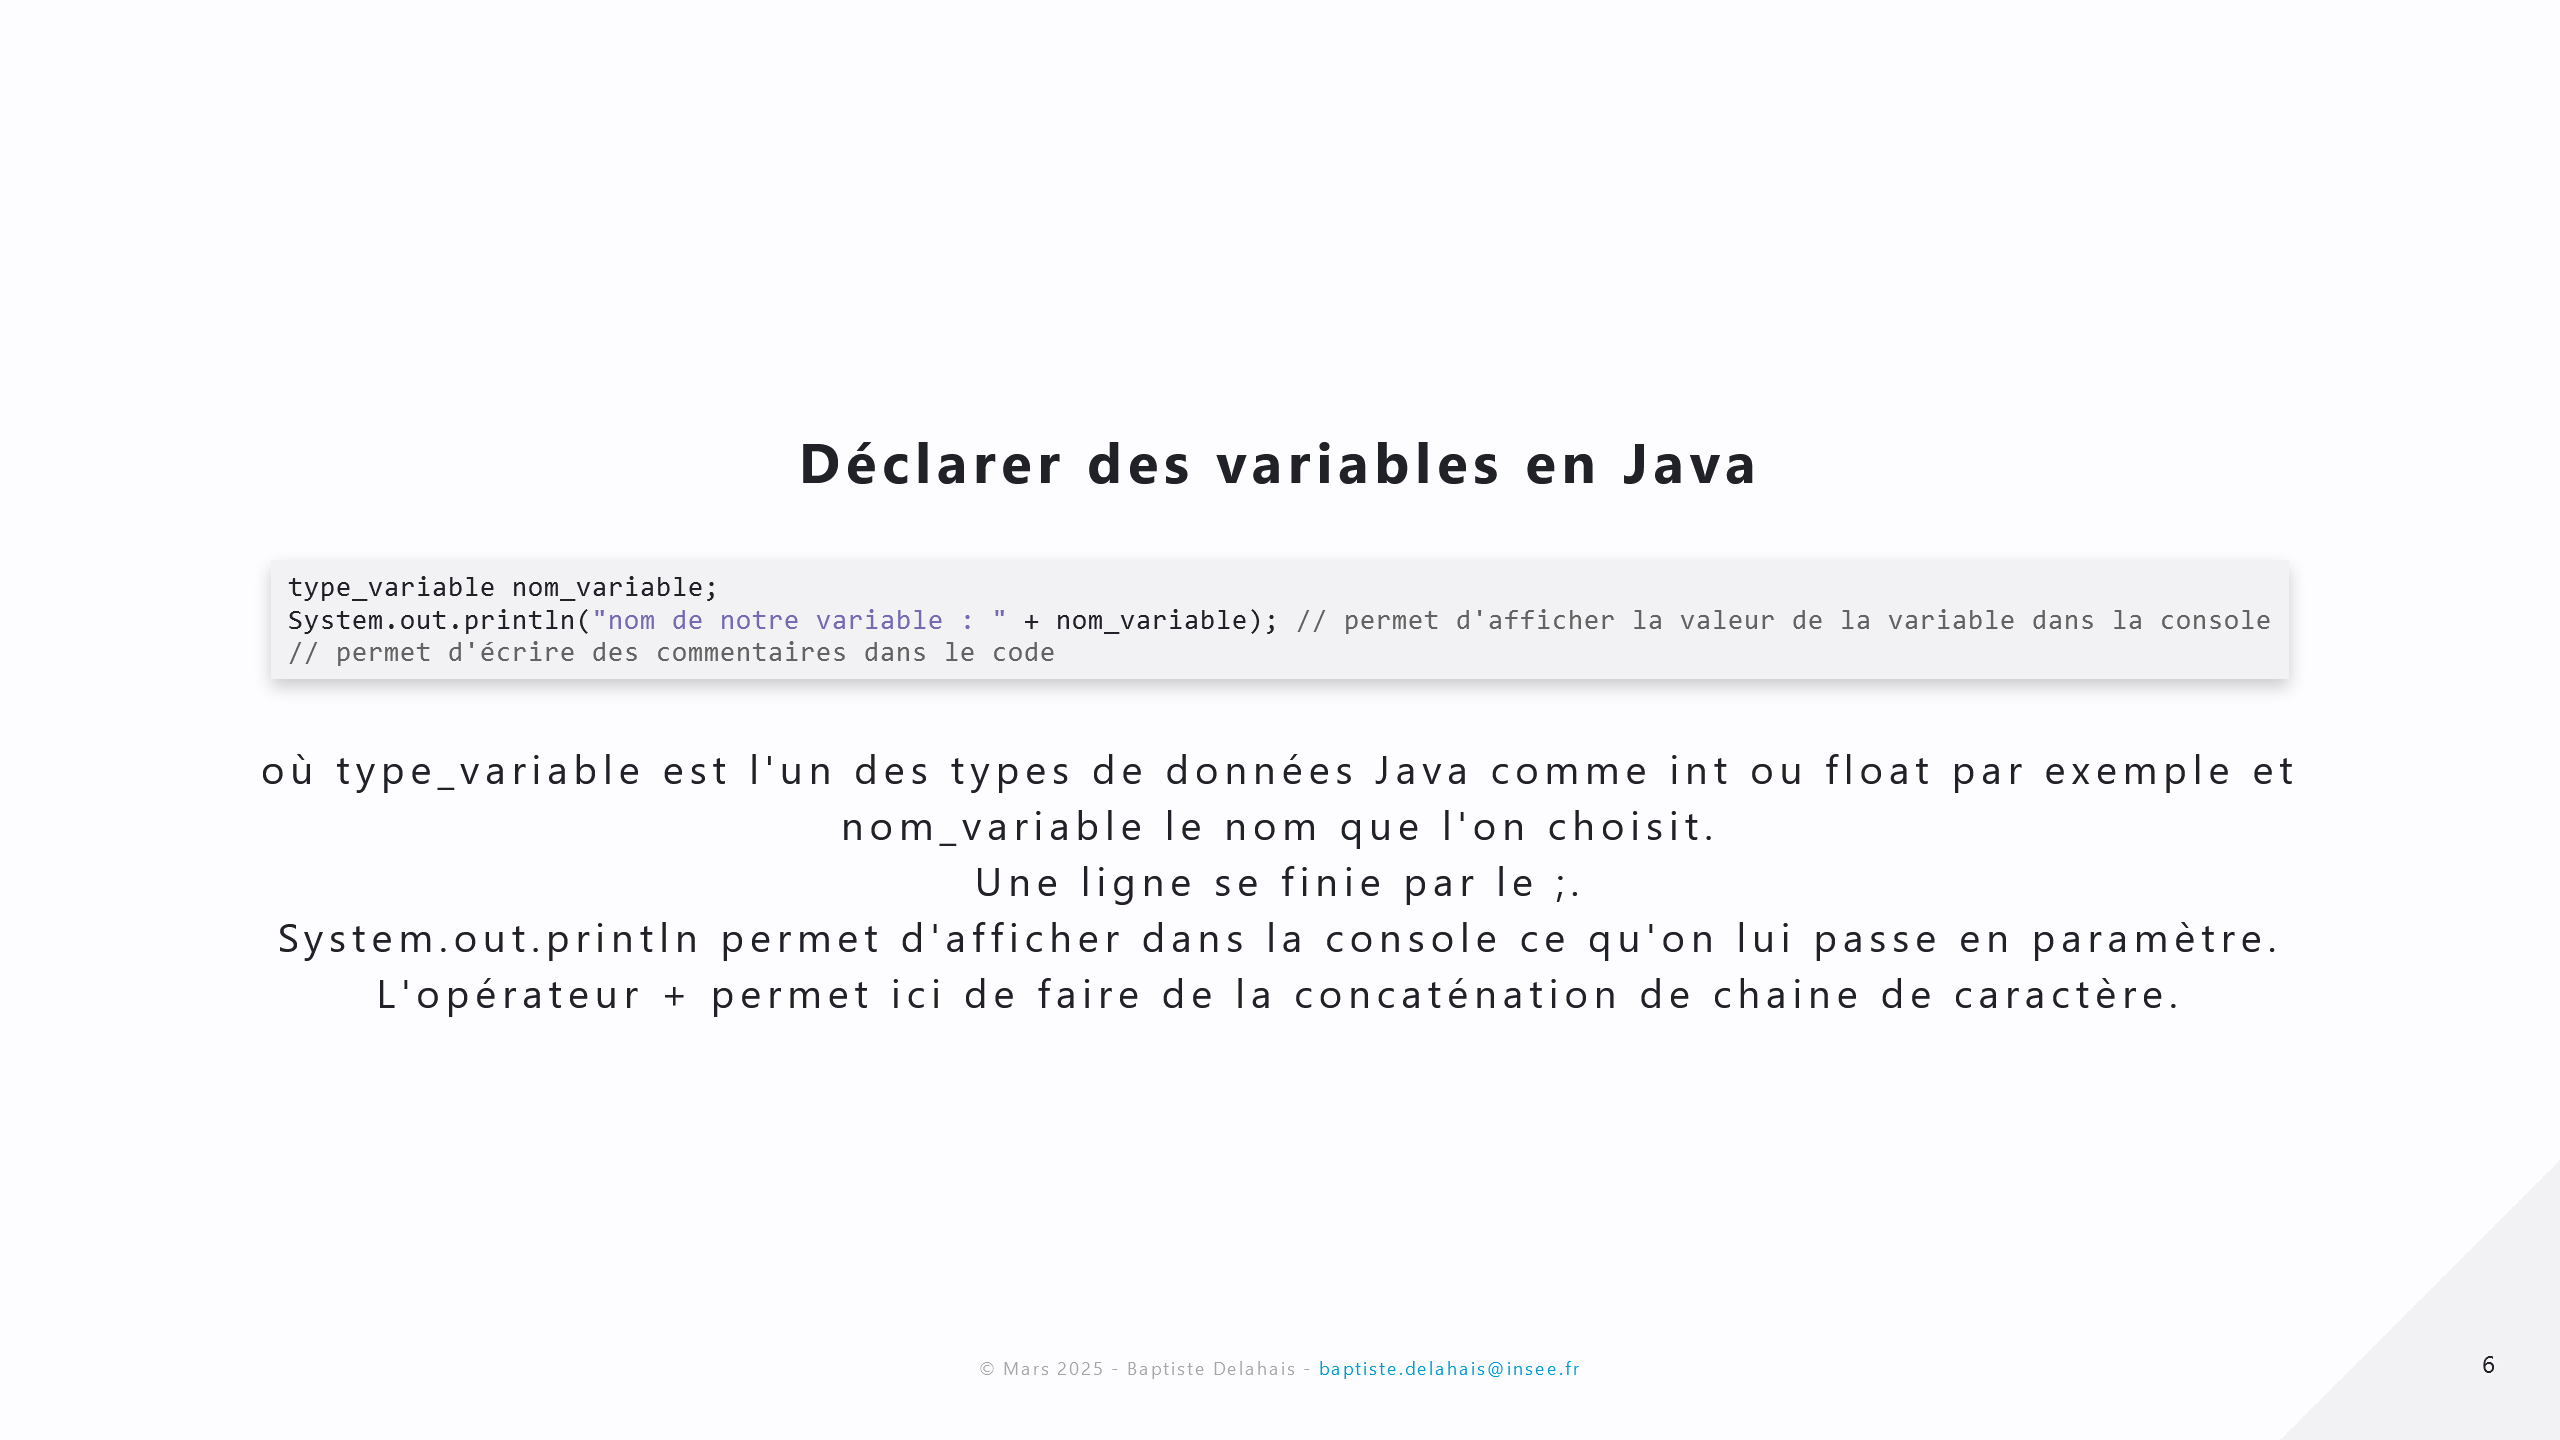 Déclarer des variables en Java
type_variable nom_variable;
System.out.println("nom de notre variable : " + nom_variable); // permet d'afficher la valeur de la variable dans la console
// permet d'écrire des commentaires dans le code
où type_variable est l'un des types de données Java comme int ou float par exemple et
nom_variable le nom que l'on choisit.
Une ligne se finie par le ;.
System.out.println permet d'afficher dans la console ce qu'on lui passe en paramètre.
L'opérateur + permet ici de faire de la concaténation de chaine de caractère.
© Mars 2025 - Baptiste Delahais - baptiste.delahais@insee.fr
6